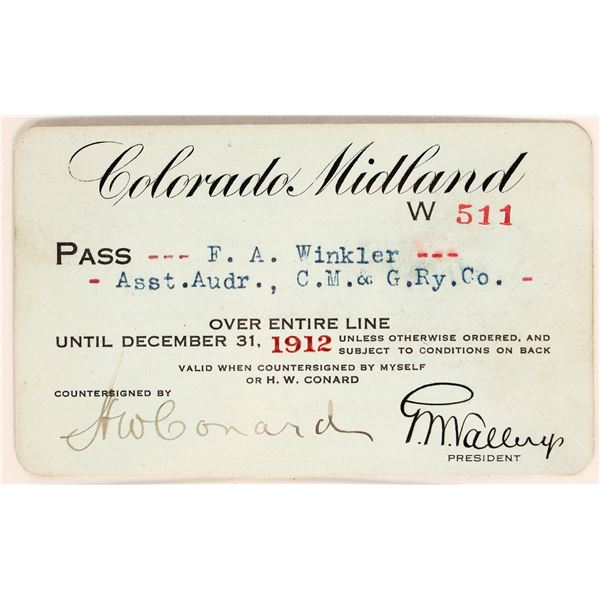 Colorado Midland
W 511
PASS --- F. A. Winkler ---
- Asst.Audr., C.M.& G.Ry.Co. -
OVER ENTIRE LINE
UNTIL DECEMBER 31, 1912 UNLESS OTHERWISE ORDERED, AND
SUBJECT TO CONDITIONS ON BACK
VALID WHEN COUNTERSIGNED BY MYSELF
OR H. W. CONARD
COUNTERSIGNED BY
HWConard
G.M.Vallery
PRESIDENT